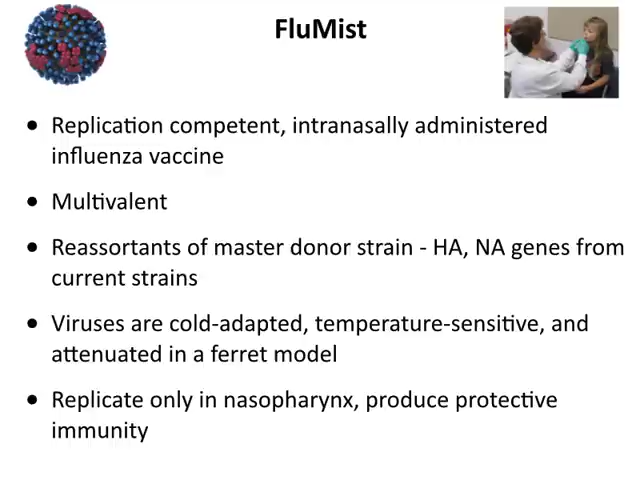 FluMist
• Replication competent, intranasally administered
influenza vaccine
• Multivalent
• Reassortants of master donor strain - HA, NA genes from
current strains
• Viruses are cold-adapted, temperature-sensitive, and
attenuated in a ferret model
• Replicate only in nasopharynx, produce protective
immunity